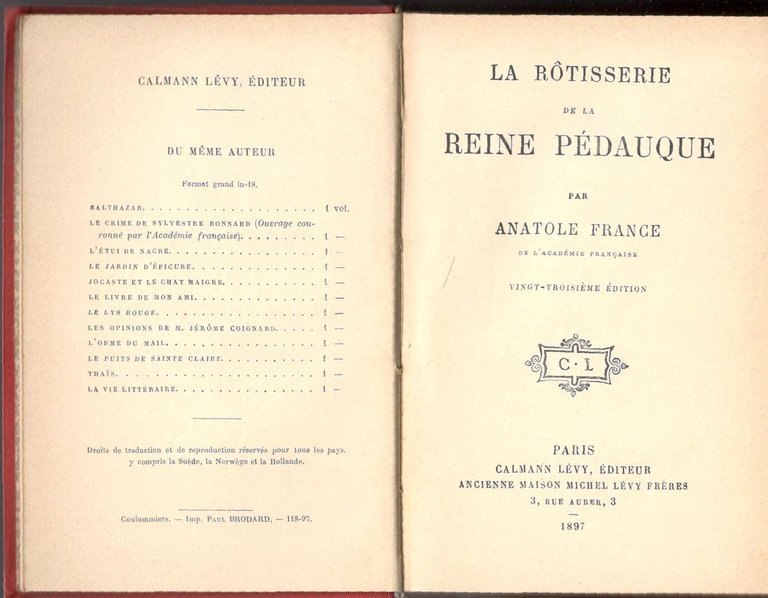 CALMANN LÉVY, ÉDITEUR
DU MÊME AUTEUR
Format grand in-18.
BALTHAZAR. . . . . . . . . . . . . . . . . . . . 1 vol.
LE CRIME DE SYLVESTRE BONNARD (Ouvrage cou-
ronné par l'Académie française). . . . . . . . . 1 —
L'ÉTUI DE NACRE. . . . . . . . . . . . . . . . . 1 —
LE JARDIN D'ÉPICURE. . . . . . . . . . . . . . . 1 —
JOCASTE ET LE CHAT MAIGRE. . . . . . . . . . . . 1 —
LE LIVRE DE MON AMI. . . . . . . . . . . . . . . 1 —
LE LYS ROUGE. . . . . . . . . . . . . . . . . . 1 —
LES OPINIONS DE M. JÉRÔME COIGNARD. . . . . . 1 —
L'ORME DU MAIL. . . . . . . . . . . . . . . . . 1 —
LE PUITS DE SAINTE CLAIRE. . . . . . . . . . . . 1 —
THAÏS. . . . . . . . . . . . . . . . . . . . . . 1 —
LA VIE LITTÉRAIRE. . . . . . . . . . . . . . . . 4 —
Droits de traduction et de reproduction réservés pour tous les pays.
y compris la Suède, la Norwège et la Hollande.
Coulommiers. — Imp. PAUL BRODARD. — 118-97.
LA RÔTISSERIE
DE LA
REINE PÉDAUQUE
PAR
ANATOLE FRANCE
DE L'ACADÉMIE FRANÇAISE
VINGT-TROISIÈME ÉDITION
C · L
PARIS
CALMANN LÉVY, ÉDITEUR
ANCIENNE MAISON MICHEL LÉVY FRÈRES
3, RUE AUBER, 3
1897